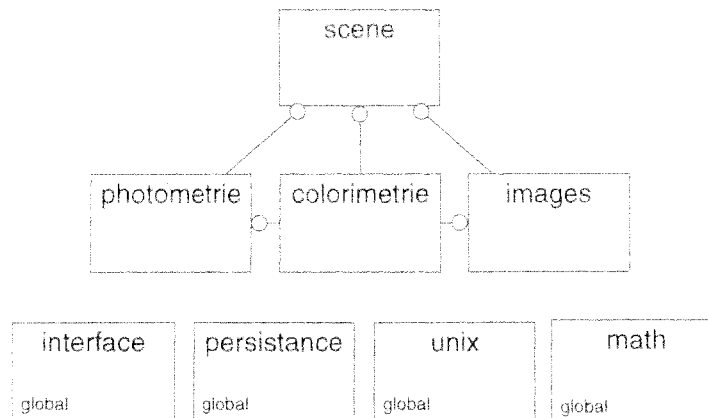 scene
photometrie colorimetrie images
interface persistance unix math
global global global global